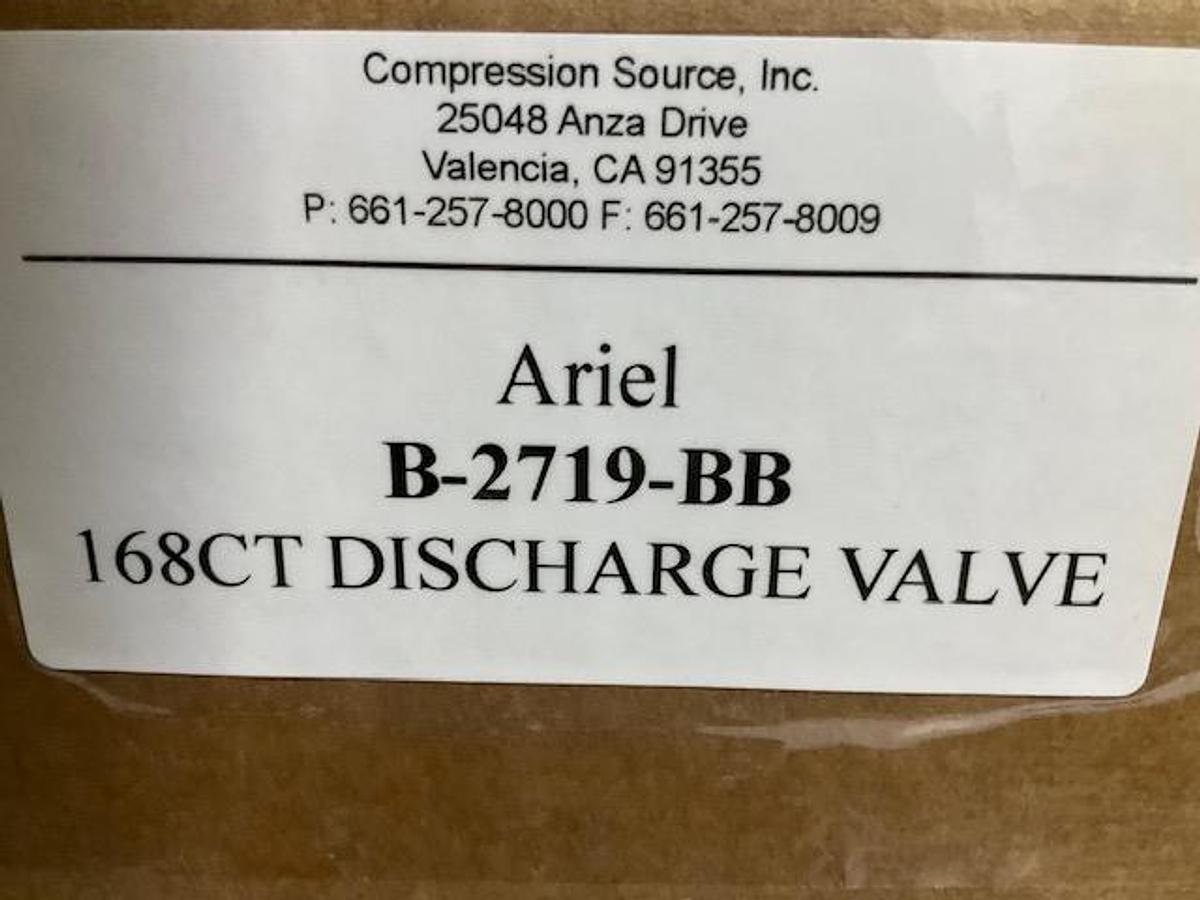 Compression Source, Inc.
25048 Anza Drive
Valencia, CA 91355
P: 661-257-8000 F: 661-257-8009
Ariel
B-2719-BB
168CT DISCHARGE VALVE